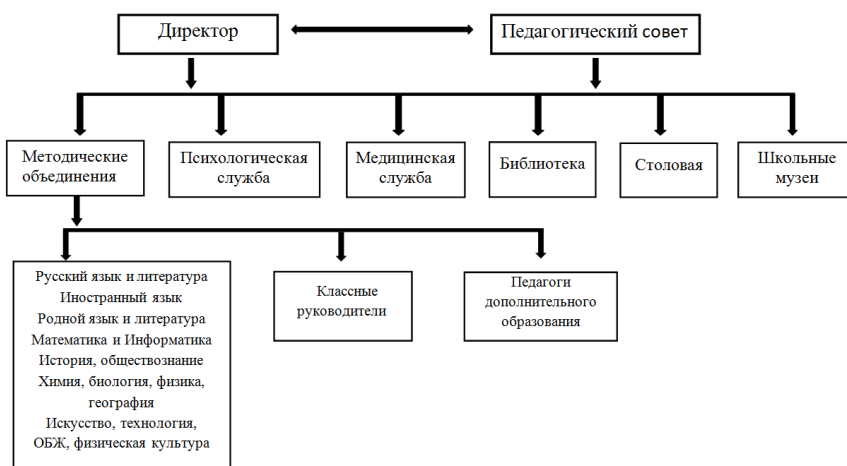 Директор
Педагогический совет
Методические
объединения
Психологическая
служба
Медицинская
служба
Библиотека
Столовая
Школьные
музеи
Русский язык и литература
Иностранный язык
Родной язык и литература
Математика и Информатика
История, обществознание
Химия, биология, физика,
география
Искусство, технология,
ОБЖ, физическая культура
Классные
руководители
Педагоги
дополнительного
образования